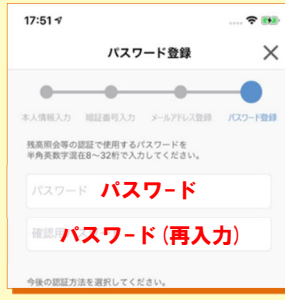 17:51
パスワード登録
本人情報入力 暗証番号入力 メールアドレス登録 パスワード登録
残高照会等の認証で使用するパスワードを
半角英数字混在8〜32桁で入力してください。
パスワード パスワード
確認用 パスワード(再入力)
今後の認証方法を選択してください。